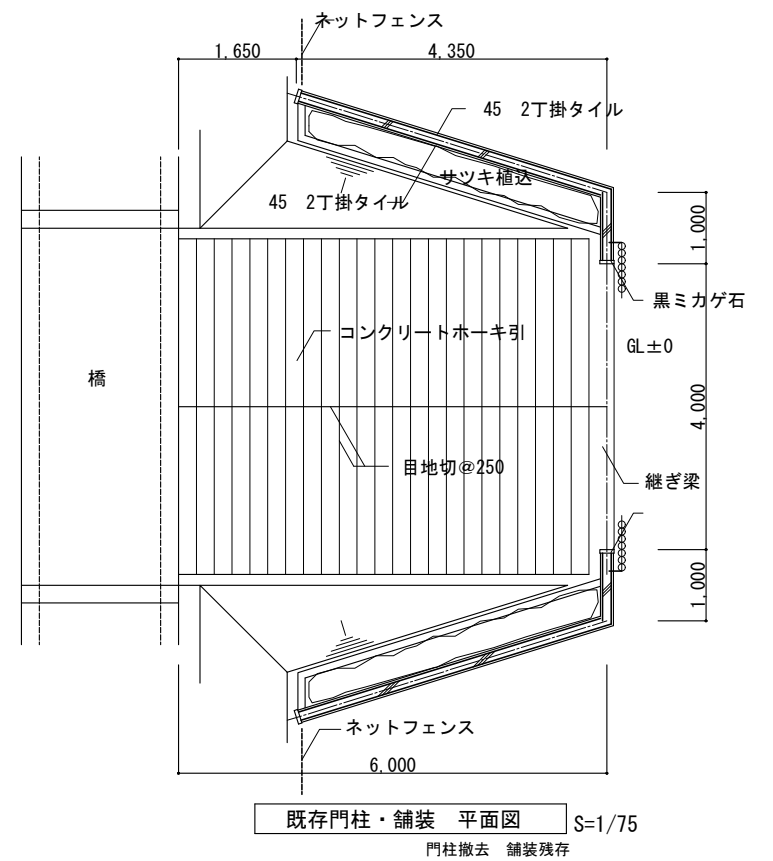 ネットフェンス
1,650
4,350
45 2丁掛タイル
サツキ植込
45 2丁掛タイル
1,000
黒ミカゲ石
コンクリートホーキ引
GL±0
橋
4,000
目地切@250
継ぎ梁
1,000
ネットフェンス
6,000
既存門柱・舗装 平面図 S=1/75
門柱撤去 舗装残存